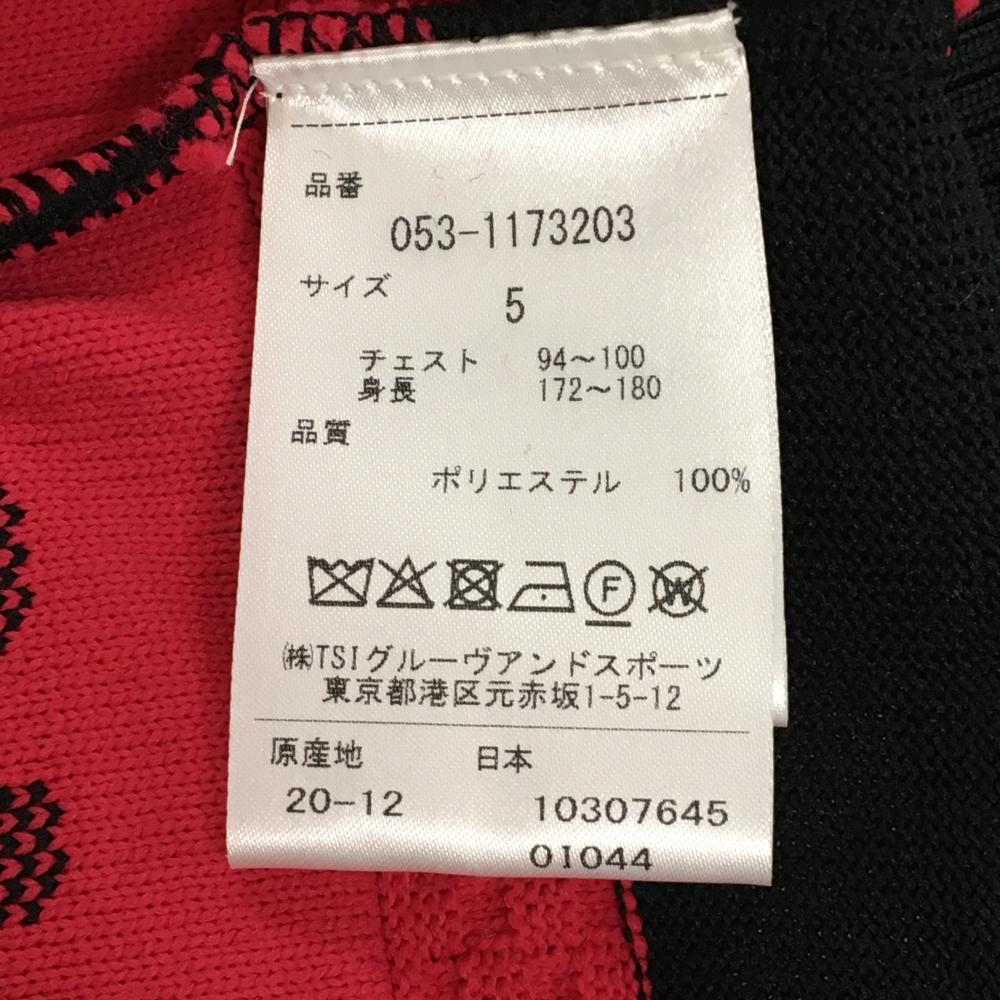 品番
053-1173203
サイズ
5
チェスト 94～100
身長 172～180
品質
ポリエステル 100%
F W
㈱TSIグルーヴアンドスポーツ
東京都港区元赤坂1-5-12
原産地 日本
20-12 10307645
01044